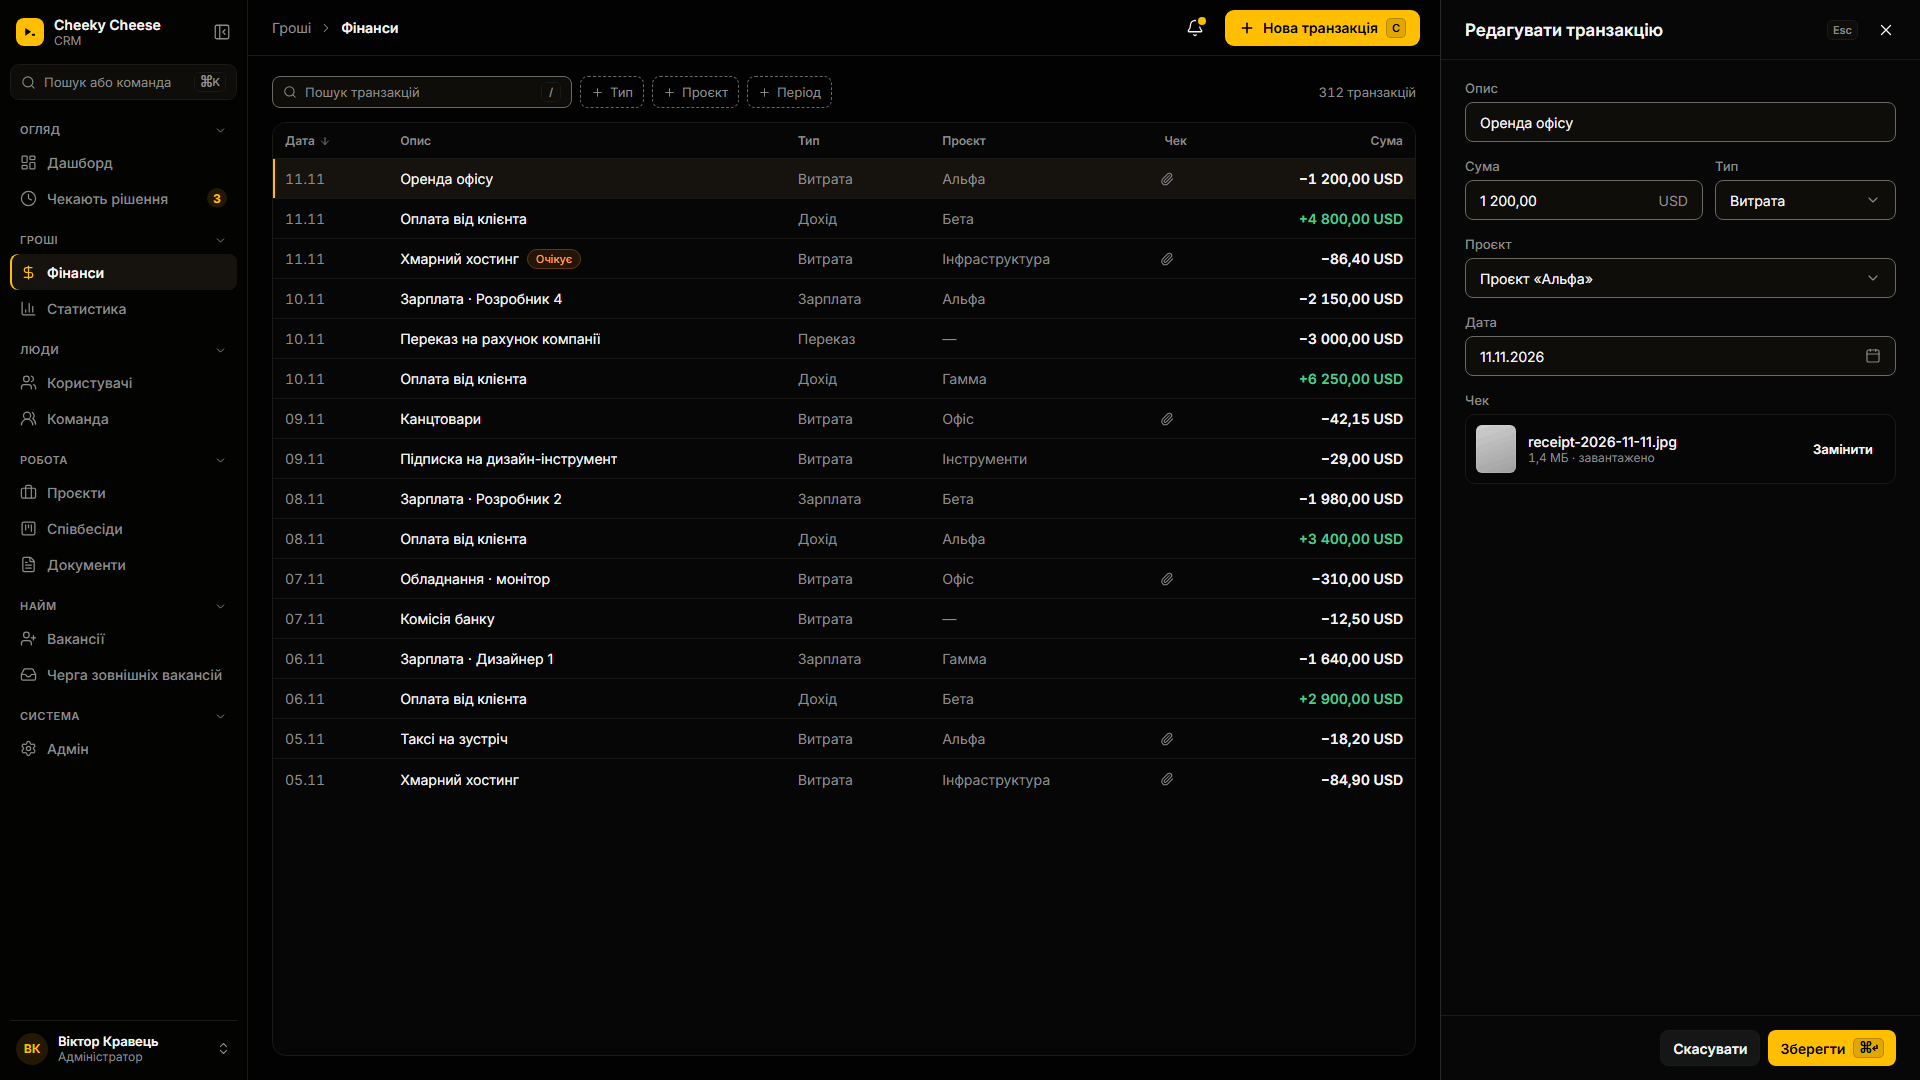 Cheeky Cheese
CRM
Пошук або команда ⌘K
ОГЛЯД
Дашборд
Чекають рішення 3
ГРОШІ
Фінанси
Статистика
ЛЮДИ
Користувачі
Команда
РОБОТА
Проєкти
Співбесіди
Документи
НАЙМ
Вакансії
Черга зовнішніх вакансій
СИСТЕМА
Адмін
ВК Віктор Кравець
Адміністратор
Гроші > Фінанси
+ Нова транзакція C
Пошук транзакцій /
+ Тип
+ Проєкт
+ Період
312 транзакцій
Дата ↓ Опис Тип Проєкт Чек Сума
11.11 Оренда офісу Витрата Альфа −1 200,00 USD
11.11 Оплата від клієнта Дохід Бета +4 800,00 USD
11.11 Хмарний хостинг Очікує Витрата Інфраструктура −86,40 USD
10.11 Зарплата · Розробник 4 Зарплата Альфа −2 150,00 USD
10.11 Переказ на рахунок компанії Переказ — −3 000,00 USD
10.11 Оплата від клієнта Дохід Гамма +6 250,00 USD
09.11 Канцтовари Витрата Офіс −42,15 USD
09.11 Підписка на дизайн-інструмент Витрата Інструменти −29,00 USD
08.11 Зарплата · Розробник 2 Зарплата Бета −1 980,00 USD
08.11 Оплата від клієнта Дохід Альфа +3 400,00 USD
07.11 Обладнання · монітор Витрата Офіс −310,00 USD
07.11 Комісія банку Витрата — −12,50 USD
06.11 Зарплата · Дизайнер 1 Зарплата Гамма −1 640,00 USD
06.11 Оплата від клієнта Дохід Бета +2 900,00 USD
05.11 Таксі на зустріч Витрата Альфа −18,20 USD
05.11 Хмарний хостинг Витрата Інфраструктура −84,90 USD
Редагувати транзакцію Esc
Опис
Оренда офісу
Сума Тип
1 200,00 USD Витрата
Проєкт
Проєкт «Альфа»
Дата
11.11.2026
Чек
receipt-2026-11-11.jpg
1,4 МБ · завантажено
Замінити
Скасувати
Зберегти ⌘↵